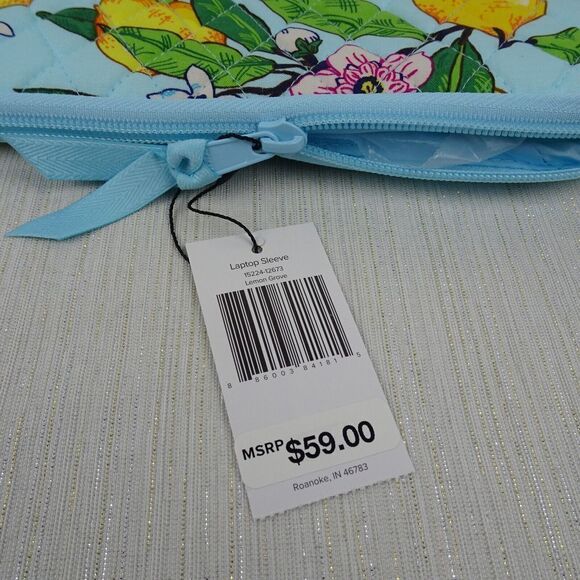 Laptop Sleeve
15224-12673
Lemon Grove
8 86003 84181 5
MSRP $59.00
Roanoke, IN 46783